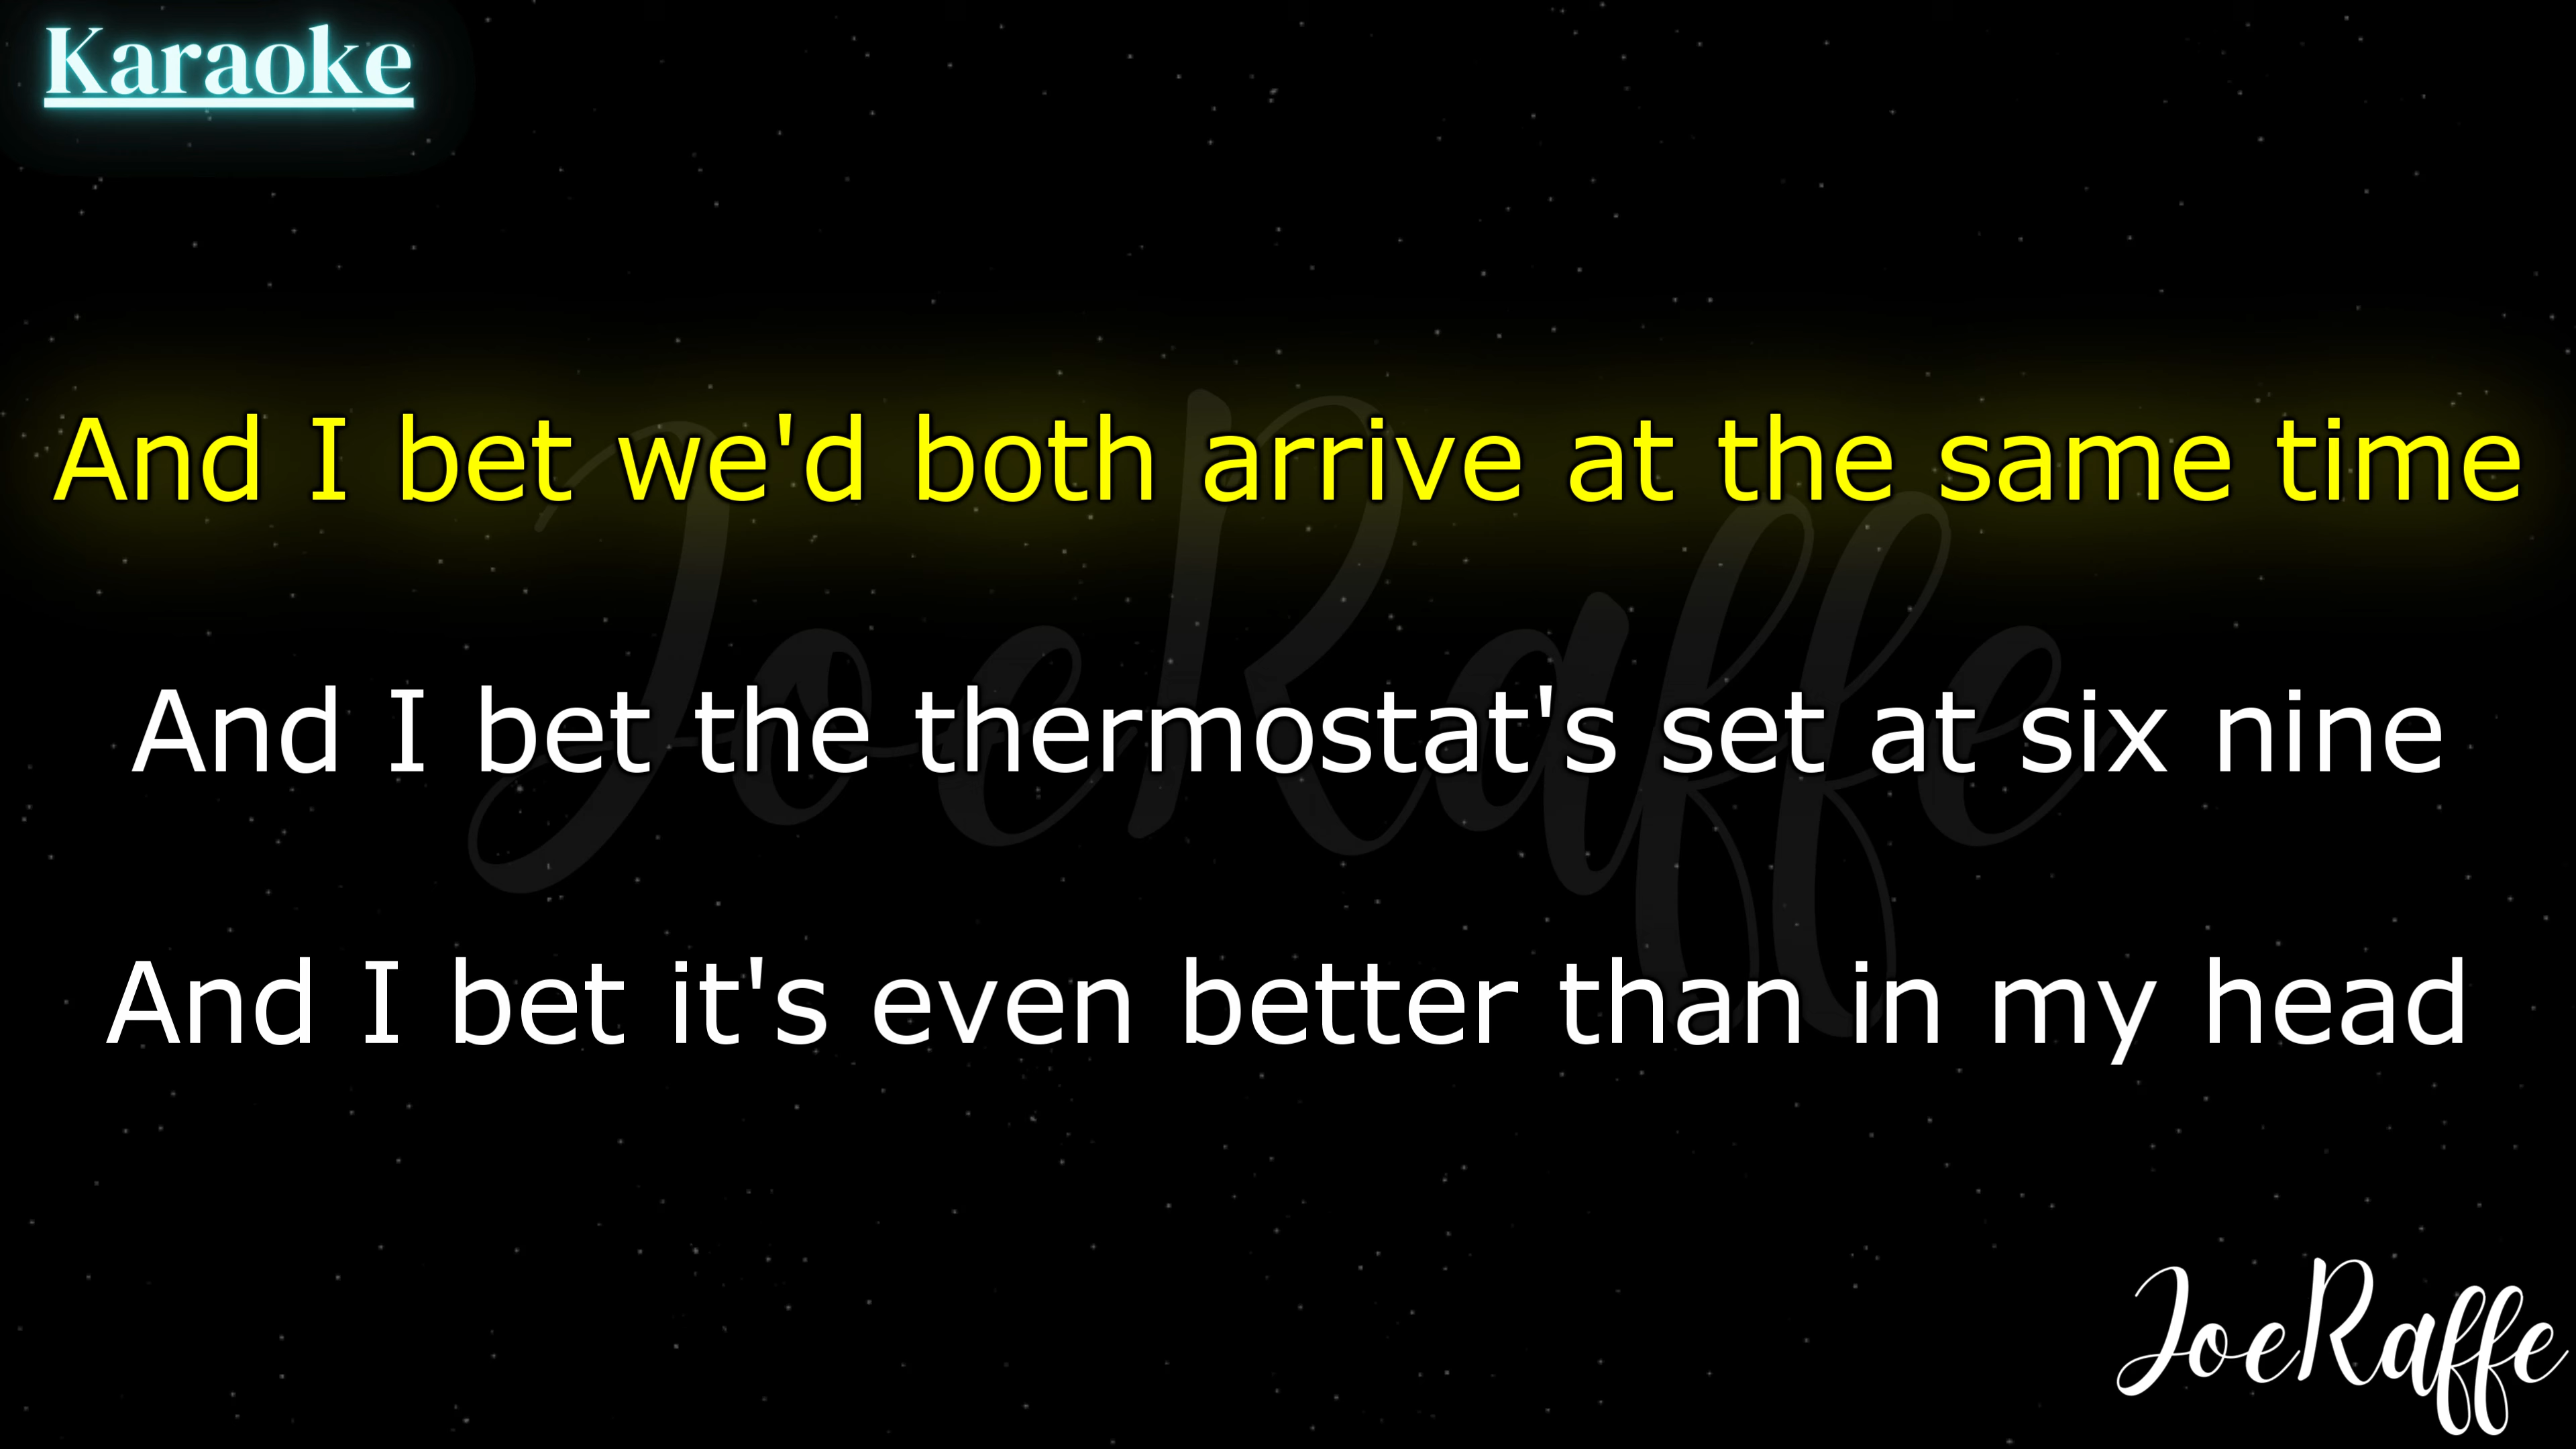 Karaoke
And I bet we'd both arrive at the same time
And I bet the thermostat's set at six nine
And I bet it's even better than in my head
JoeRaffe
JoeRaffe